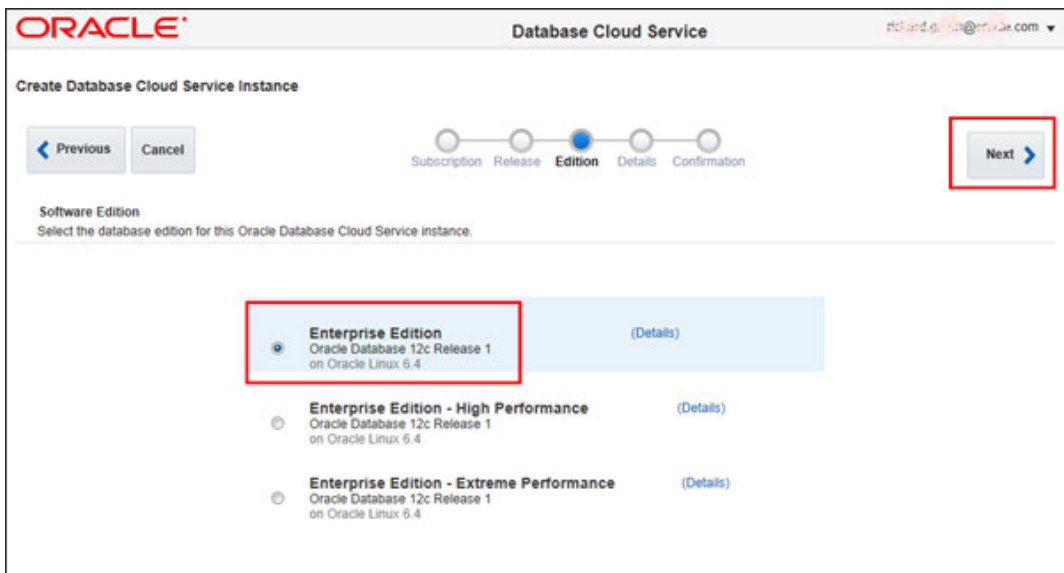 ORACLE
Database Cloud Service
Create Database Cloud Service Instance
Previous
Cancel
Subscription Release Edition Details Confirmation
Next
Software Edition
Select the database edition for this Oracle Database Cloud Service instance.
Enterprise Edition (Details)
Oracle Database 12c Release 1
on Oracle Linux 6.4
Enterprise Edition - High Performance (Details)
Oracle Database 12c Release 1
on Oracle Linux 6.4
Enterprise Edition - Extreme Performance (Details)
Oracle Database 12c Release 1
on Oracle Linux 6.4